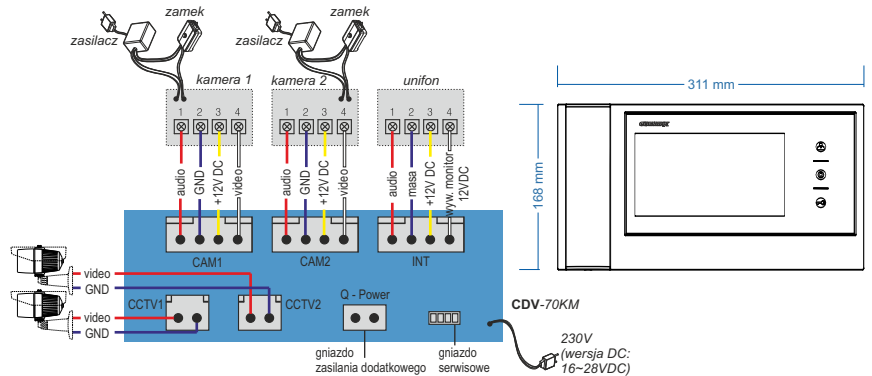 zamek
zasilacz
zamek
zasilacz
kamera 1
kamera 2
unifon
1 2 3 4
1 2 3 4
1 2 3 4
audio
GND
+12V DC
video
audio
GND
+12V DC
video
audio
masa
+12V DC
wyw. monitor
12VDC
CAM1
CAM2
INT
video
GND
video
GND
CCTV1
CCTV2
Q - Power
gniazdo
zasilania dodatkowego
gniazdo
serwisowe
311 mm
168 mm
CDV-70KM
230V
(wersja DC:
16~28VDC)